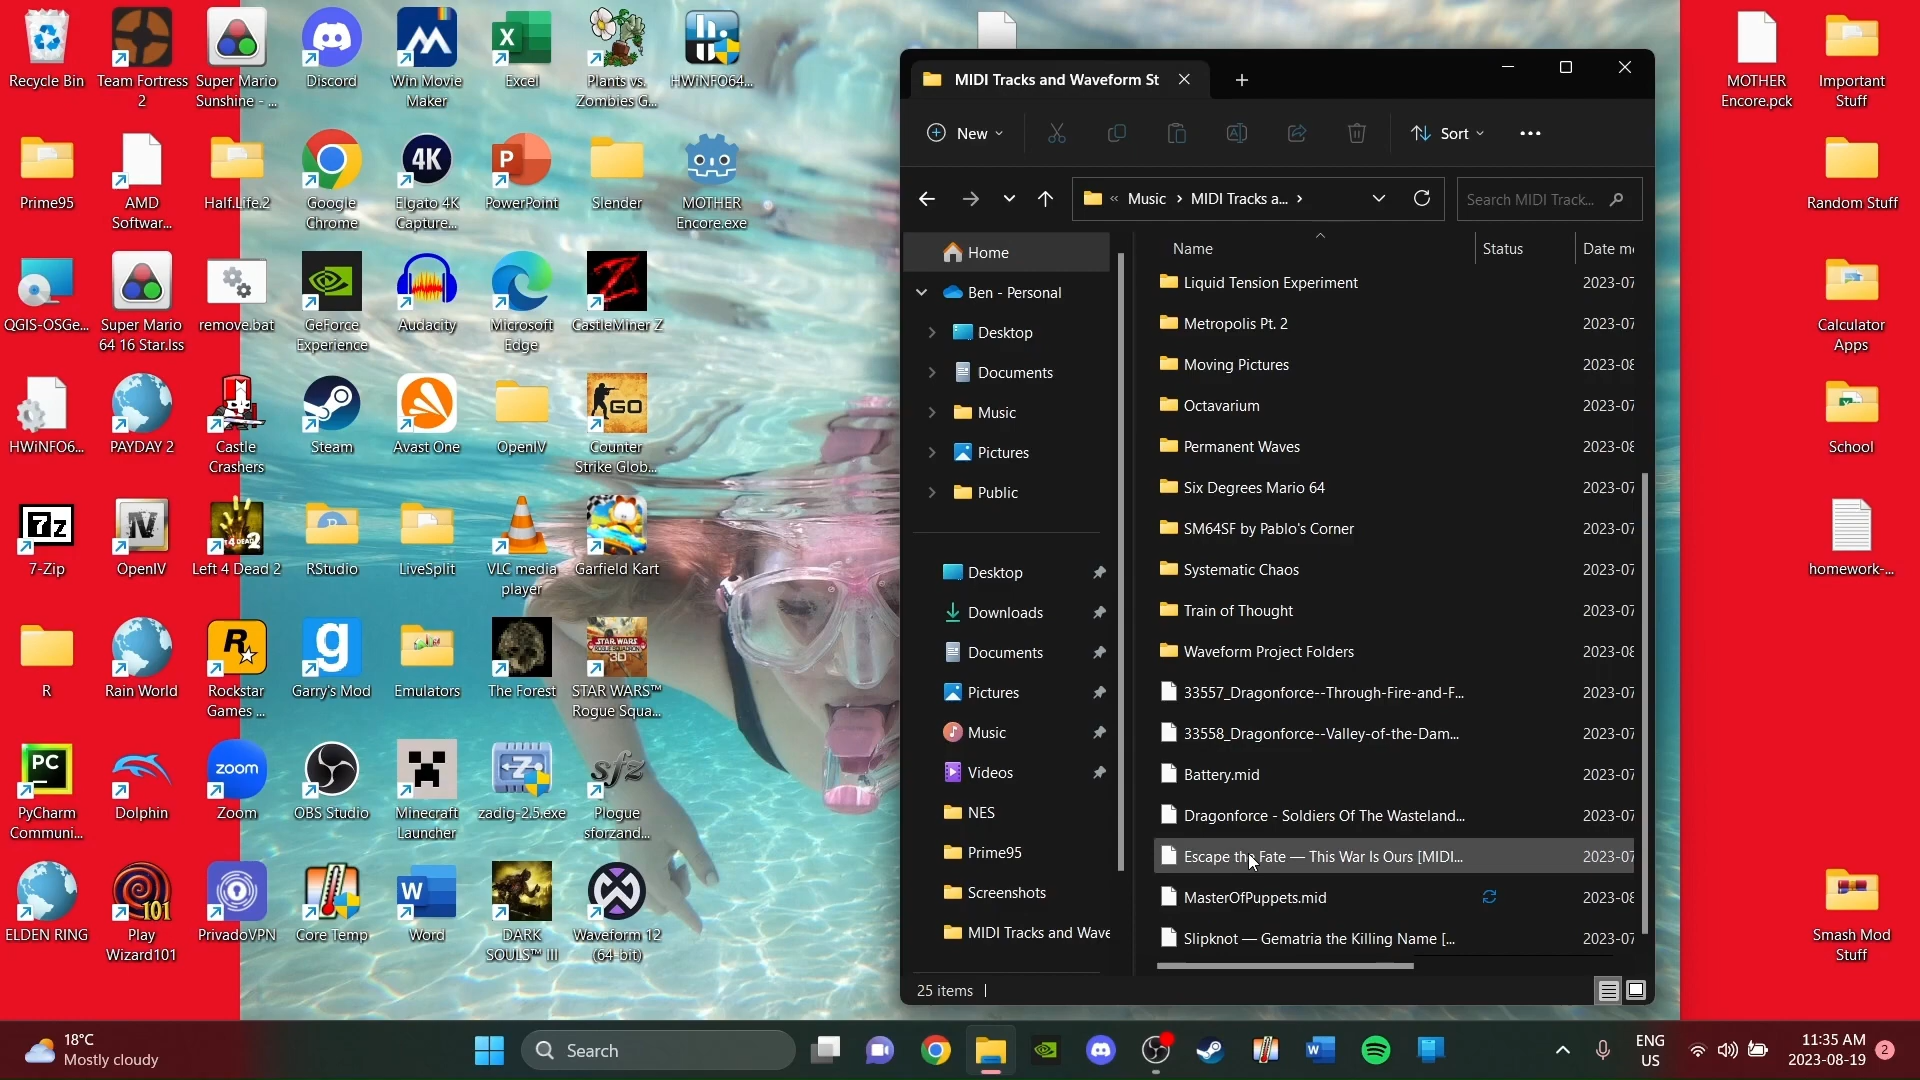 Recycle Bin
Team Fortress
2
Super Mario
Sunshine - ...
Discord
Win Movie
Maker
Excel
Plants vs.
Zombies G...
HWiNFO64...
Prime95
AMD
Softwar...
Half.Life.2
Google
Chrome
4K
Elgato 4K
Capture...
PowerPoint
Slender
MOTHER
Encore.exe
QGIS-OSGe...
Super Mario
64 16 Star.lss
remove.bat
GeForce
Experience
Audacity
Microsoft
Edge
CastleMiner Z
HWiNFO6...
PAYDAY 2
Castle
Crashers
Steam
Avast One
OpenIV
GO
Counter
Strike Glob...
7z
7-Zip
IV
OpenIV
Left 4 Dead 2
RStudio
LiveSplit
VLC media
player
Garfield Kart
R
Rain World
Rockstar
Games ...
g
Garry's Mod
Emulators
The Forest
STAR WARS
ROGUE SQUADRON
3D
STAR WARS™
Rogue Squa...
PC
PyCharm
Communi...
Dolphin
zoom
Zoom
OBS Studio
Minecraft
Launcher
zadig-2.5.exe
sfz
Plogue
sforzand...
ELDEN RING
101
Play
Wizard101
PrivadoVPN
Core Temp
W
Word
DARK
SOULS™ III
Waveform 12
(64-bit)
MIDI Tracks and Waveform St
New
Sort
Music
MIDI Tracks a...
Search MIDI Track...
Home
Ben - Personal
Desktop
Documents
Music
Pictures
Public
Desktop
Downloads
Documents
Pictures
Music
Videos
NES
Prime95
Screenshots
MIDI Tracks and Wave
Name Status Date m
Liquid Tension Experiment 2023-07
Metropolis Pt. 2 2023-07
Moving Pictures 2023-08
Octavarium 2023-07
Permanent Waves 2023-08
Six Degrees Mario 64 2023-07
SM64SF by Pablo's Corner 2023-07
Systematic Chaos 2023-07
Train of Thought 2023-07
Waveform Project Folders 2023-08
33557_Dragonforce--Through-Fire-and-F... 2023-07
33558_Dragonforce--Valley-of-the-Dam... 2023-07
Battery.mid 2023-07
Dragonforce - Soldiers Of The Wasteland... 2023-07
Escape the Fate — This War Is Ours [MIDI... 2023-07
MasterOfPuppets.mid 2023-08
Slipknot — Gematria the Killing Name [... 2023-07
25 items
MOTHER
Encore.pck
Important
Stuff
Random Stuff
Calculator
Apps
School
homework-...
Smash Mod
Stuff
18°C
Mostly cloudy
Search
ENG
US
11:35 AM
2023-08-19
2